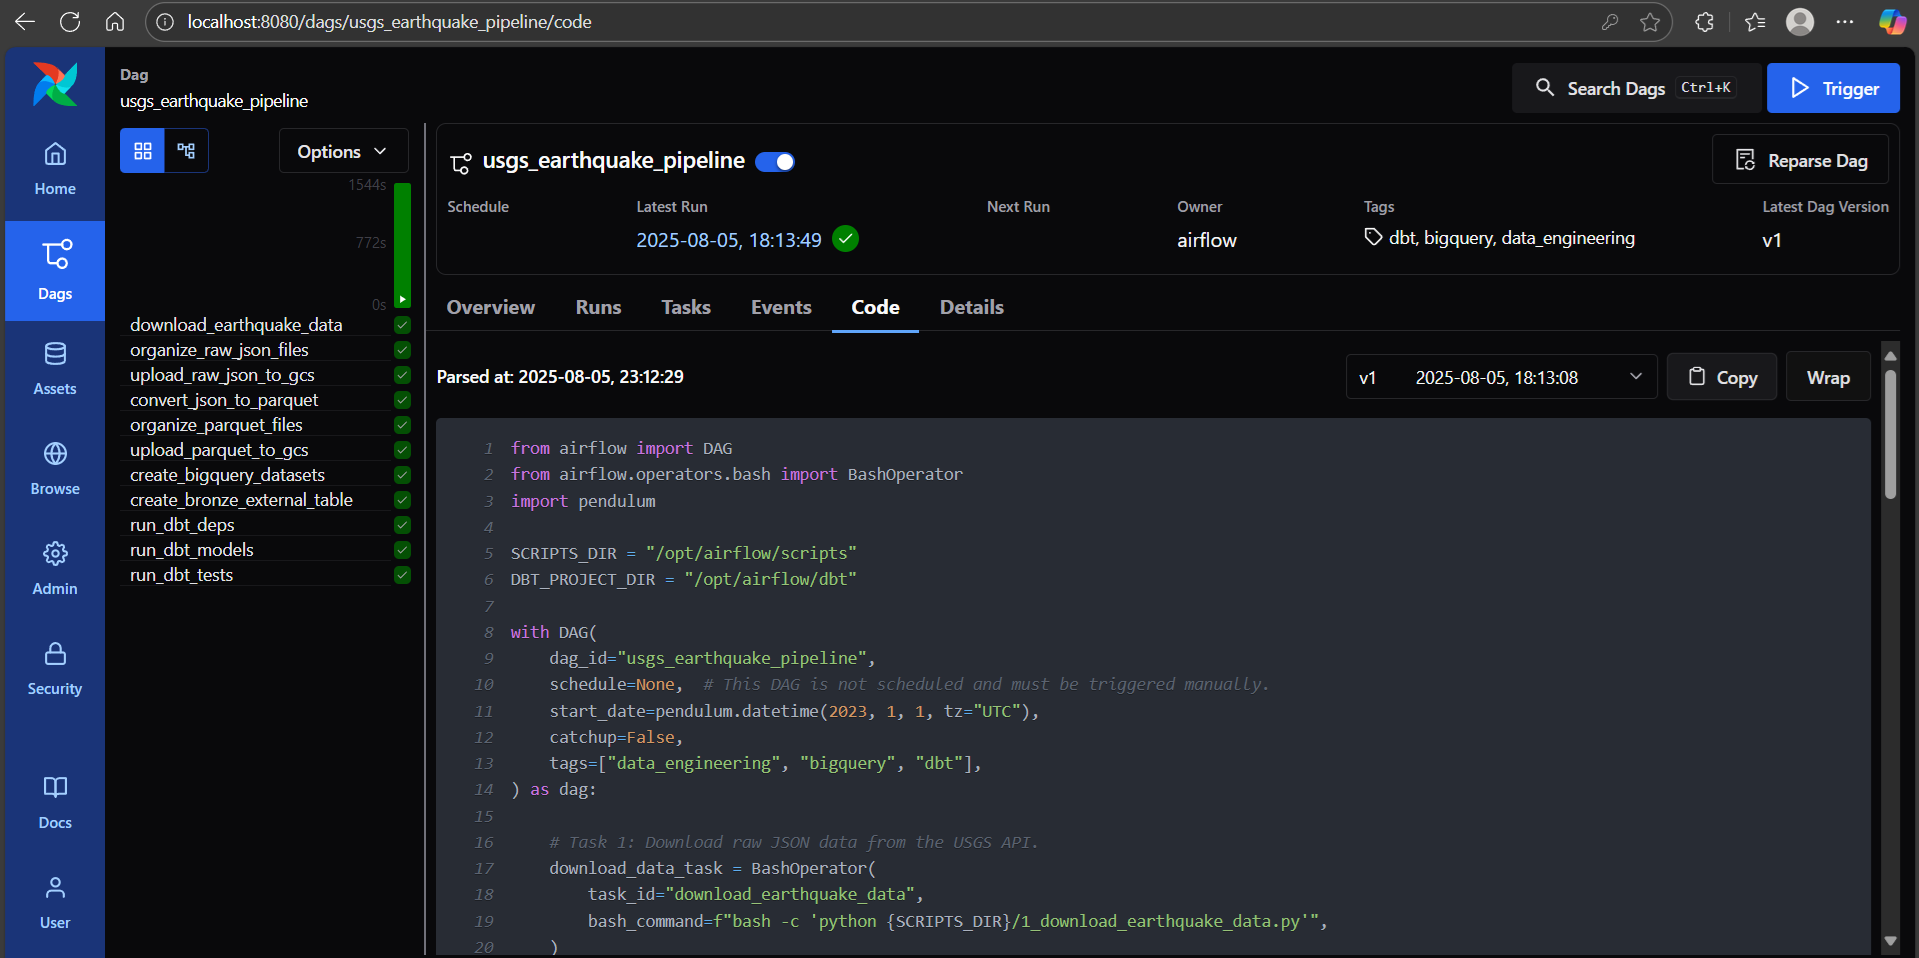 localhost:8080/dags/usgs_earthquake_pipeline/code
Dag
usgs_earthquake_pipeline
Search Dags Ctrl+K
Trigger
Home
Dags
Assets
Browse
Admin
Security
Docs
User
Options
1544s
772s
0s
download_earthquake_data
organize_raw_json_files
upload_raw_json_to_gcs
convert_json_to_parquet
organize_parquet_files
upload_parquet_to_gcs
create_bigquery_datasets
create_bronze_external_table
run_dbt_deps
run_dbt_models
run_dbt_tests
usgs_earthquake_pipeline
Reparse Dag
Schedule Latest Run Next Run Owner Tags Latest Dag Version
2025-08-05, 18:13:49 airflow dbt, bigquery, data_engineering v1
Overview Runs Tasks Events Code Details
Parsed at: 2025-08-05, 23:12:29
v1 2025-08-05, 18:13:08
Copy
Wrap
1 from airflow import DAG
2 from airflow.operators.bash import BashOperator
3 import pendulum
4
5 SCRIPTS_DIR = "/opt/airflow/scripts"
6 DBT_PROJECT_DIR = "/opt/airflow/dbt"
7
8 with DAG(
9 dag_id="usgs_earthquake_pipeline",
10 schedule=None, # This DAG is not scheduled and must be triggered manually.
11 start_date=pendulum.datetime(2023, 1, 1, tz="UTC"),
12 catchup=False,
13 tags=["data_engineering", "bigquery", "dbt"],
14 ) as dag:
15
16 # Task 1: Download raw JSON data from the USGS API.
17 download_data_task = BashOperator(
18 task_id="download_earthquake_data",
19 bash_command=f"bash -c 'python {SCRIPTS_DIR}/1_download_earthquake_data.py'",
20 )